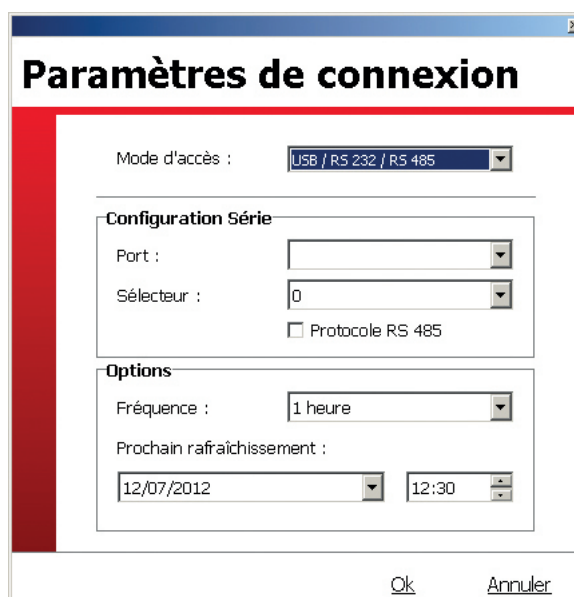 Paramètres de connexion
Mode d'accès : USB / RS 232 / RS 485
Configuration Série
Port :
Sélecteur : 0
Protocole RS 485
Options
Fréquence : 1 heure
Prochain rafraîchissement :
12/07/2012 12:30
Ok Annuler